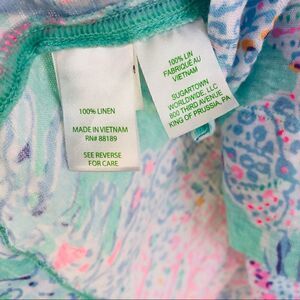 100% LINEN
MADE IN VIETNAM
RN# 88189
SEE REVERSE
FOR CARE
100% LIN
FABRIQUÉ AU
VIETNAM
SUGARTOWN
WORLDWIDE, LLC
800 THIRD AVENUE
KING OF PRUSSIA, PA